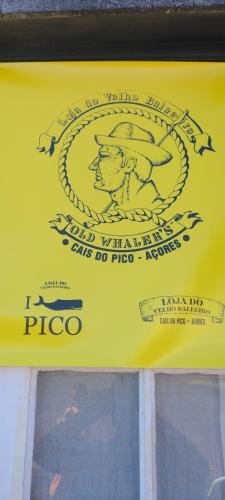 Loja do Velho Baleeiro
OLD WHALER'S
CAIS DO PICO - AÇORES
LOJA DO
VELHO BALEEIRO
I
PICO
LOJA DO
VELHO BALEEIRO
CAIS DO PICO • AÇORES